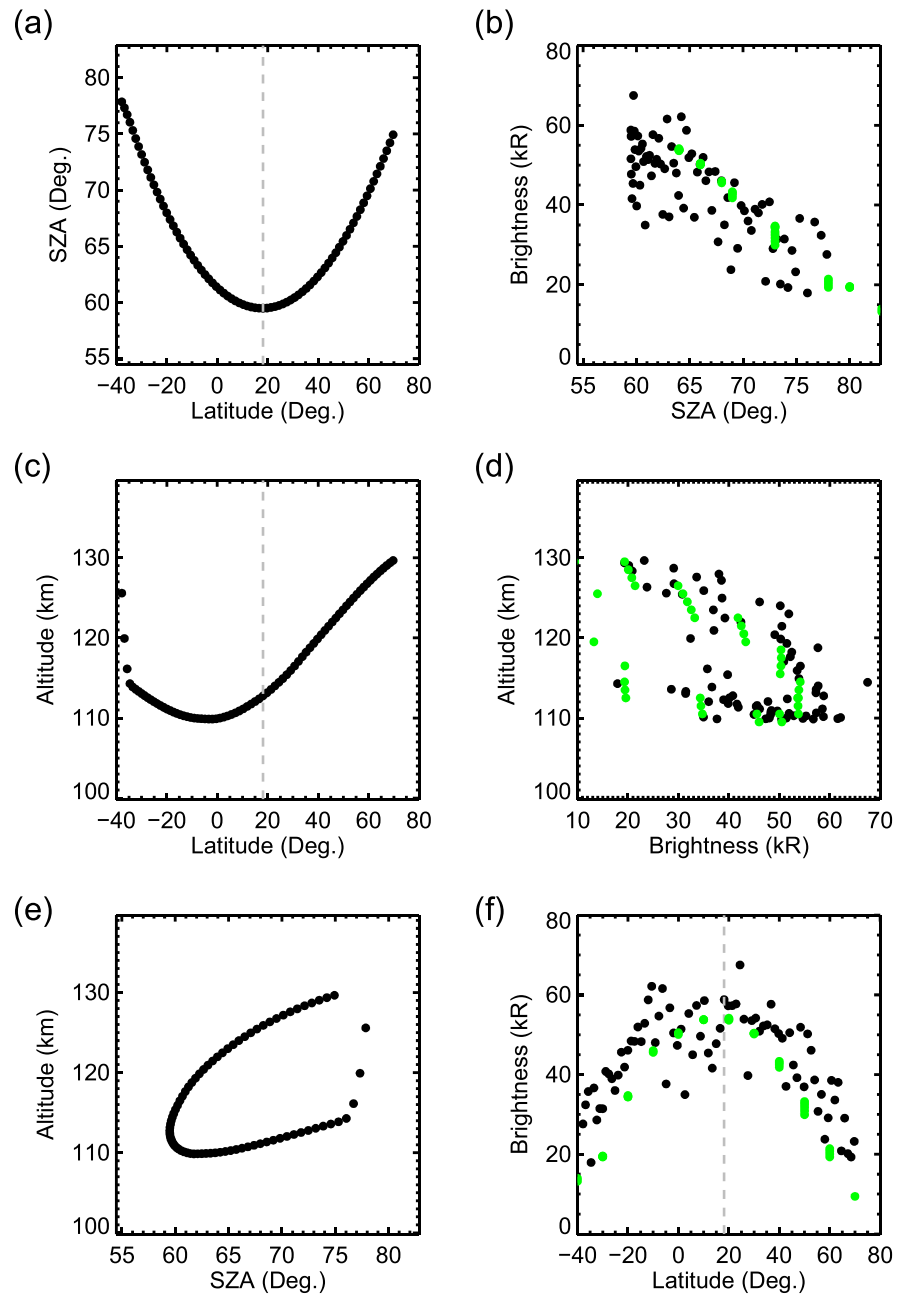 (a)
(b)
80
75
70
65
60
55
SZA (Deg.)
−40 −20 0 20 40 60 80
Latitude (Deg.)
80
60
40
20
0
Brightness (kR)
55 60 65 70 75 80
SZA (Deg.)
(c)
(d)
130
120
110
100
Altitude (km)
−40 −20 0 20 40 60 80
Latitude (Deg.)
130
120
110
100
Altitude (km)
10 20 30 40 50 60 70
Brightness (kR)
(e)
(f)
130
120
110
100
Altitude (km)
55 60 65 70 75 80
SZA (Deg.)
80
60
40
20
0
Brightness (kR)
−40 −20 0 20 40 60 80
Latitude (Deg.)